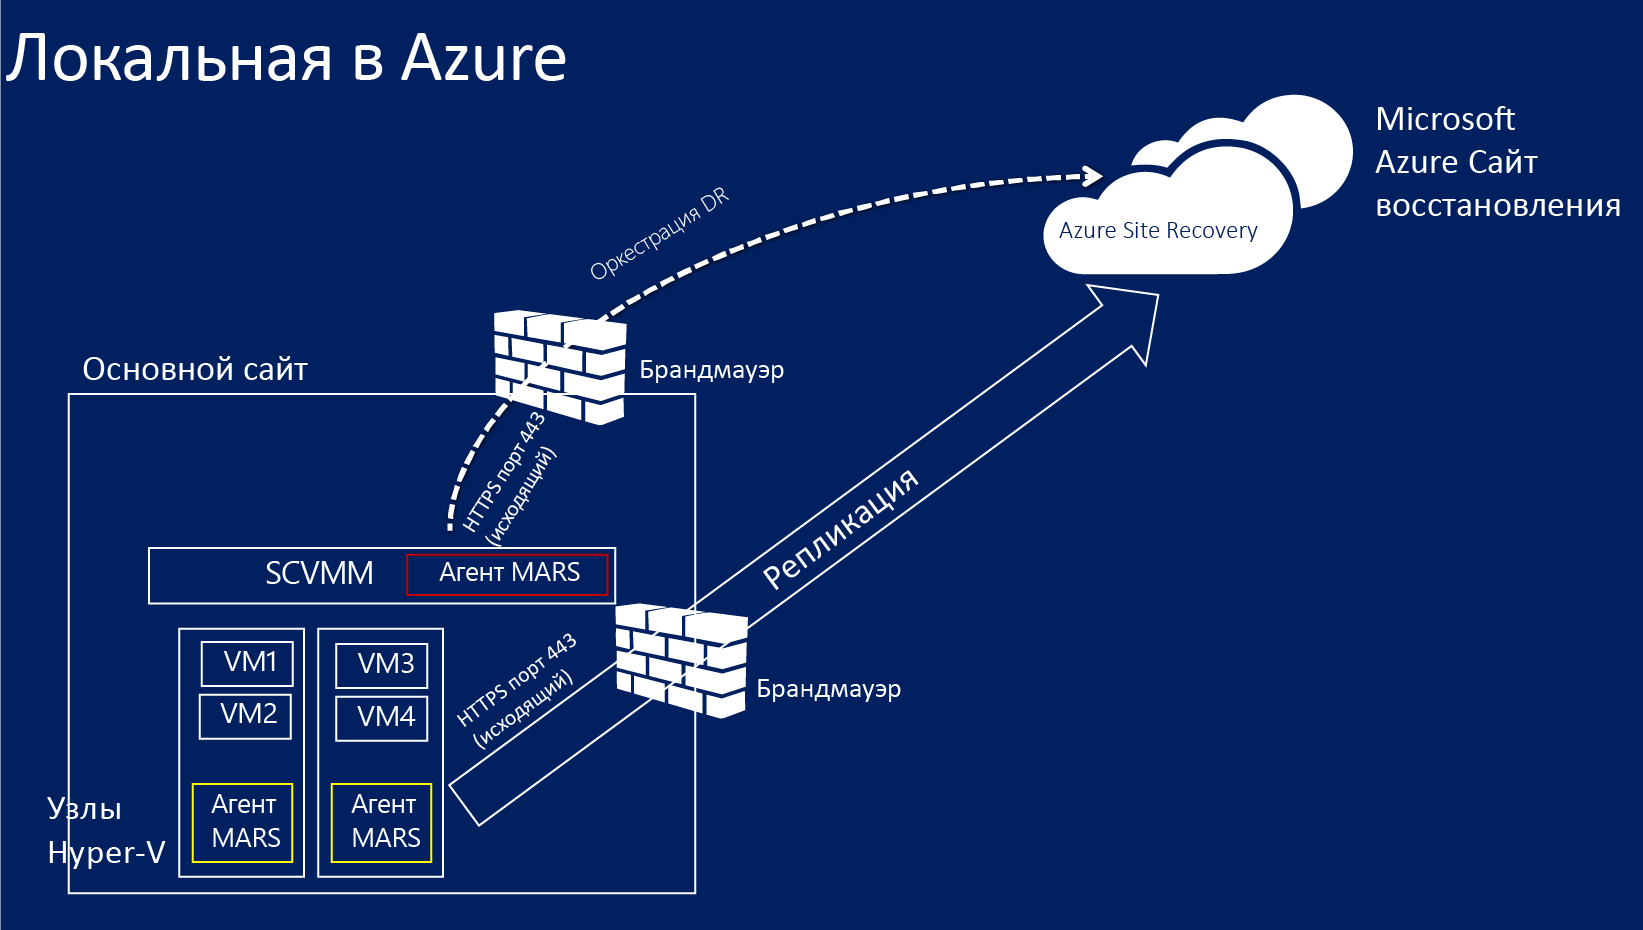 Локальная в Azure
Microsoft
Azure Сайт
восстановления
Azure Site Recovery
Оркестрация DR
Основной сайт
Брандмауэр
HTTPS порт 443
(исходящий)
Репликация
SCVMM
Агент MARS
VM1
VM2
VM3
VM4
HTTPS порт 443
(исходящий)
Брандмауэр
Узлы
Hyper-V
Агент
MARS
Агент
MARS